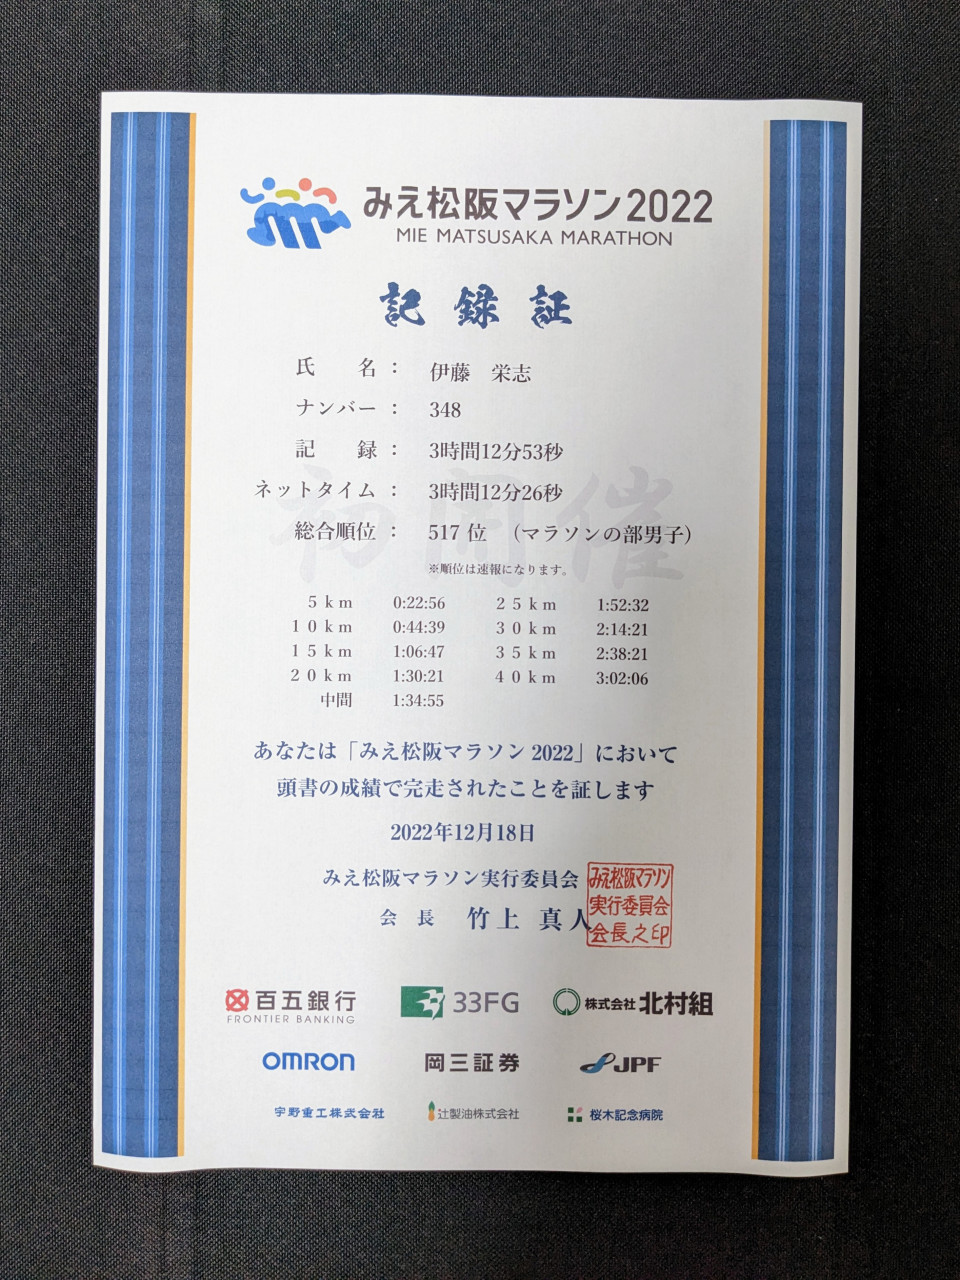 みえ松阪マラソン2022
MIE MATSUSAKA MARATHON
記録証
氏　名： 伊藤　栄志
ナンバー： 348
記　録： 3時間12分53秒
ネットタイム： 3時間12分26秒
総合順位： 517 位　（マラソンの部男子）
初開催
※順位は速報になります。
５ｋｍ 0:22:56 ２５ｋｍ 1:52:32
１０ｋｍ 0:44:39 ３０ｋｍ 2:14:21
１５ｋｍ 1:06:47 ３５ｋｍ 2:38:21
２０ｋｍ 1:30:21 ４０ｋｍ 3:02:06
中間 1:34:55
あなたは「みえ松阪マラソン 2022」において
頭書の成績で完走されたことを証します
2022年12月18日
みえ松阪マラソン実行委員会
会　長　竹上 真人
みえ松阪マラソン
実行委員会
会長之印
百五銀行 33FG 株式会社北村組
FRONTIER BANKING
OMRON 岡三証券 JPF
宇野重工株式会社 辻製油株式会社 桜木記念病院